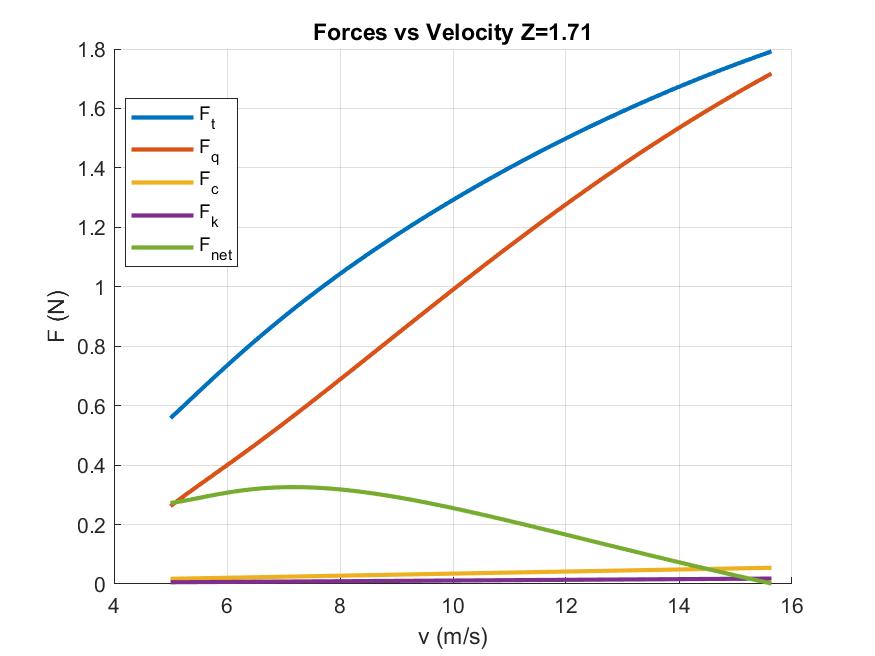 Forces vs Velocity Z=1.71
1.8
1.6
1.4
1.2
1
0.8
0.6
0.4
0.2
0
F (N)
F_t
F_q
F_c
F_k
F_net
4 6 8 10 12 14 16
v (m/s)